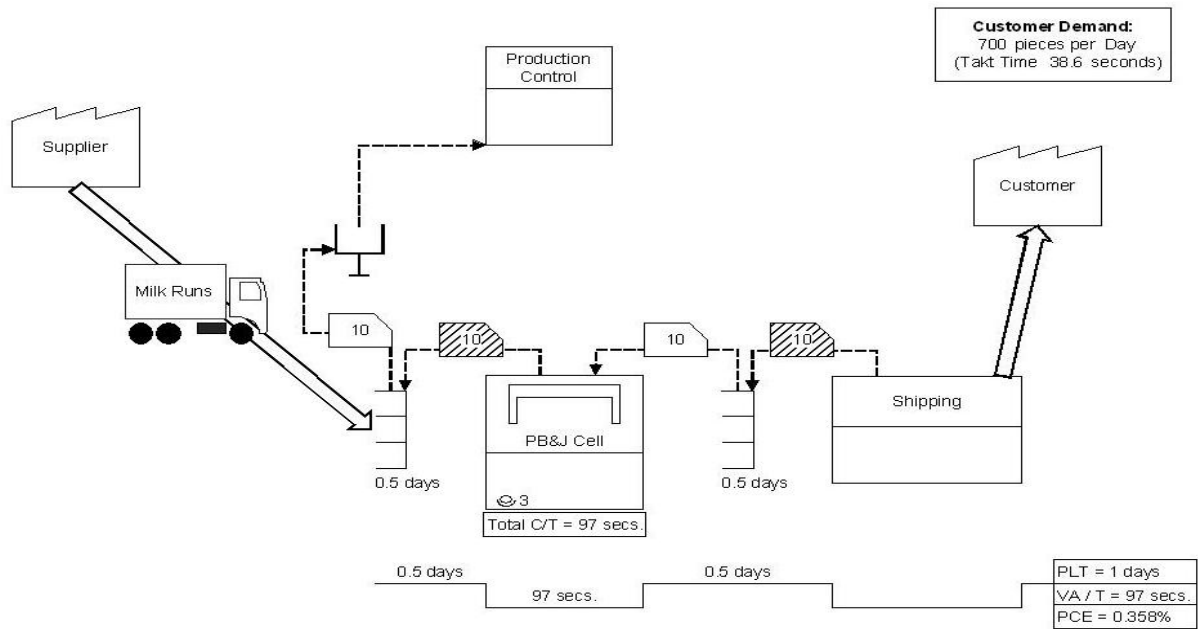 Customer Demand:
700 pieces per Day
(Takt Time 38.6 seconds)
Production
Control
Supplier
Customer
Milk Runs
10
10
10
10
Shipping
PB&J Cell
0.5 days
0.5 days
3
Total C/T = 97 secs.
0.5 days
0.5 days
PLT = 1 days
97 secs.
VA / T = 97 secs.
PCE = 0.358%